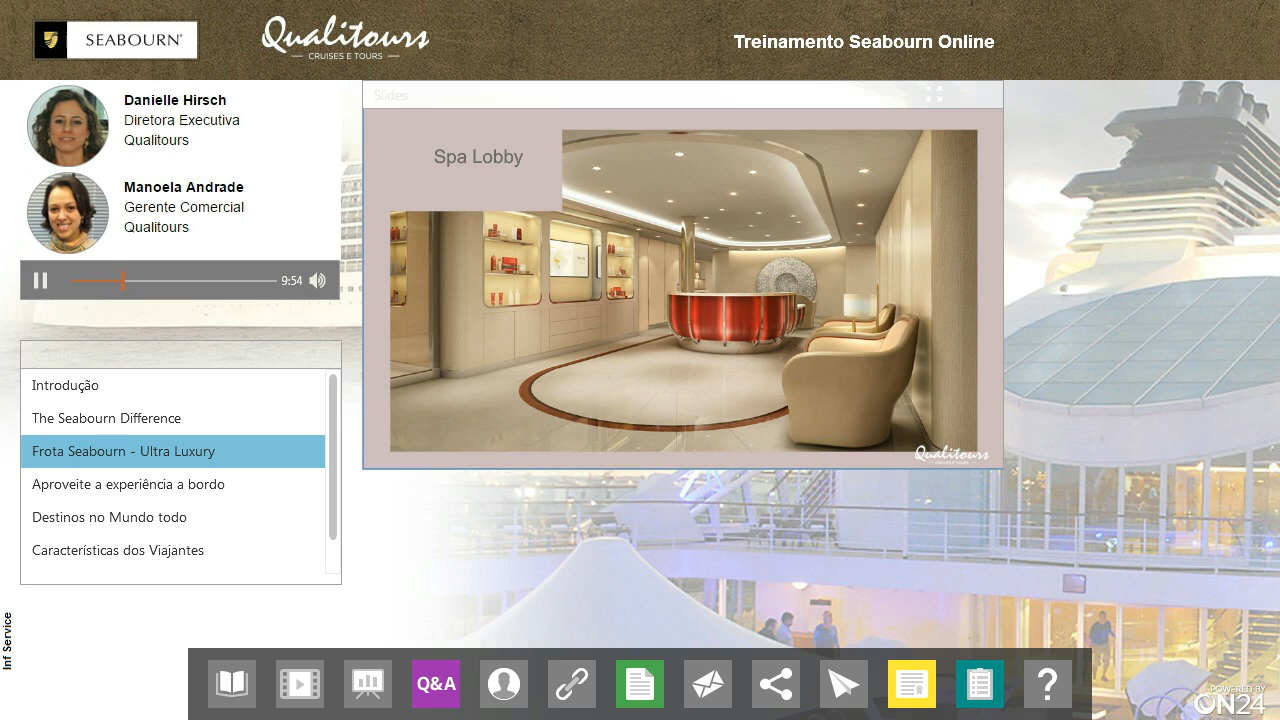 SEABOURN®
Qualitours
CRUISES E TOURS
Treinamento Seabourn Online
Danielle Hirsch
Diretora Executiva
Qualitours
Manoela Andrade
Gerente Comercial
Qualitours
9:54
Slides
Spa Lobby
Qualitours
Introdução
The Seabourn Difference
Frota Seabourn - Ultra Luxury
Aproveite a experiência a bordo
Destinos no Mundo todo
Características dos Viajantes
Inf Service
Q&A
?
POWERED BY
ON24